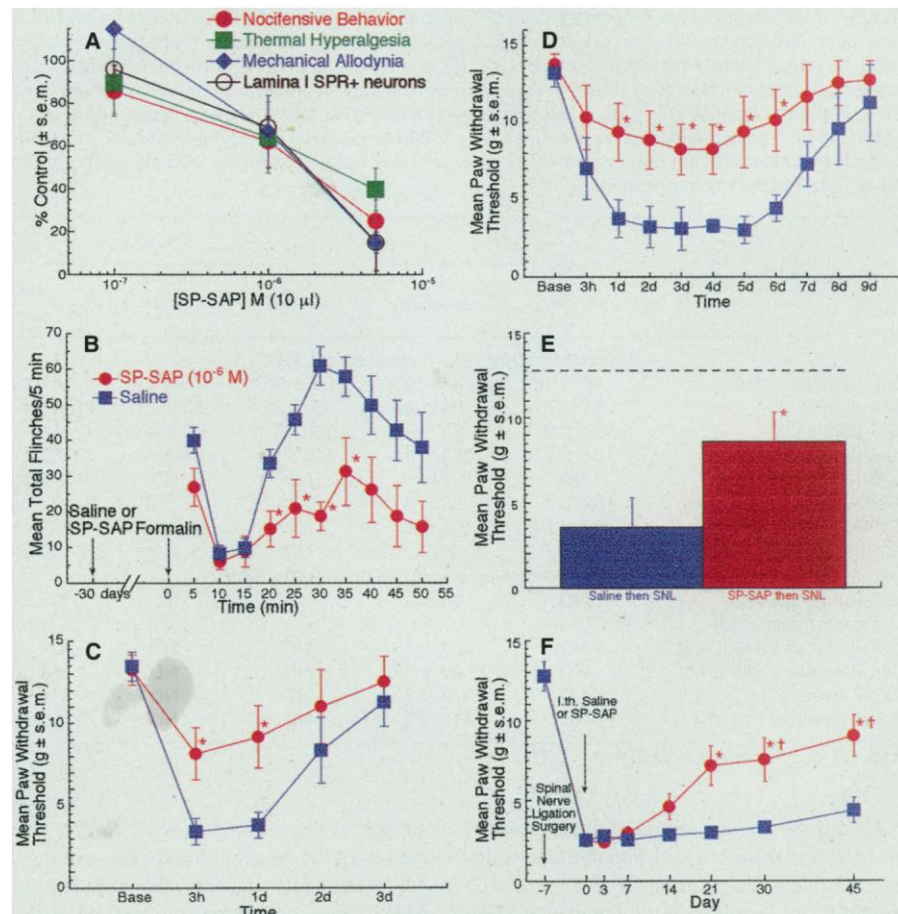 A
Nocifensive Behavior
Thermal Hyperalgesia
Mechanical Allodynia
Lamina I SPR+ neurons
% Control (± s.e.m.)
100
80
60
40
20
0
10-7
10-6
10-5
[SP-SAP] M (10 µl)
D
Mean Paw Withdrawal
Threshold (g ± s.e.m.)
15
10
5
0
Base 3h 1d 2d 3d 4d 5d 6d 7d 8d 9d
Time
B
SP-SAP (10-6 M)
Saline
Mean Total Flinches/5 min
70
60
50
40
30
20
10
0
Saline or
SP-SAP Formalin
-30 days
0 5 10 15 20 25 30 35 40 45 50 55
Time (min)
E
Mean Paw Withdrawal
Threshold (g ± s.e.m.)
15
10
5
0
Saline then SNL
SP-SAP then SNL
C
Mean Paw Withdrawal
Threshold (g ± s.e.m.)
15
10
5
0
Base 3h 1d 2d 3d
Time
F
Mean Paw Withdrawal
Threshold (g ± s.e.m.)
15
10
5
0
I.th. Saline
or SP-SAP
Spinal
Nerve
Ligation
Surgery
* * † * †
-7 0 3 7 14 21 30 45
Day